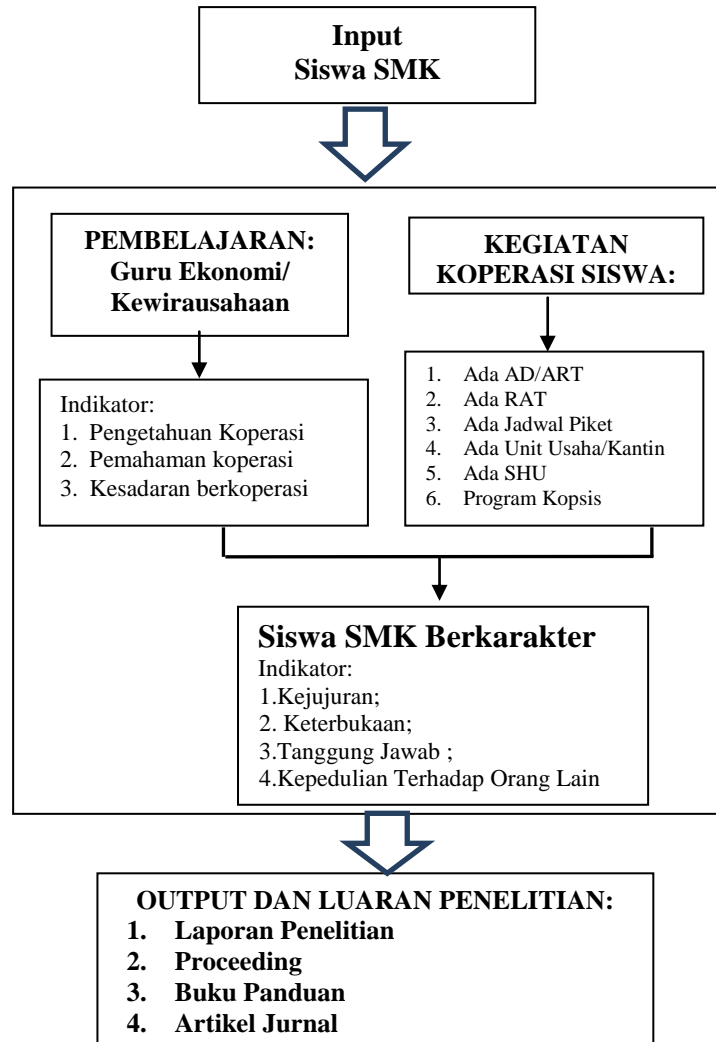 Input
Siswa SMK
PEMBELAJARAN:
Guru Ekonomi/
Kewirausahaan
KEGIATAN
KOPERASI SISWA:
Indikator:
1. Pengetahuan Koperasi
2. Pemahaman koperasi
3. Kesadaran berkoperasi
1. Ada AD/ART
2. Ada RAT
3. Ada Jadwal Piket
4. Ada Unit Usaha/Kantin
5. Ada SHU
6. Program Kopsis
Siswa SMK Berkarakter
Indikator:
1.Kejujuran;
2. Keterbukaan;
3.Tanggung Jawab ;
4.Kepedulian Terhadap Orang Lain
OUTPUT DAN LUARAN PENELITIAN:
1. Laporan Penelitian
2. Proceeding
3. Buku Panduan
4. Artikel Jurnal